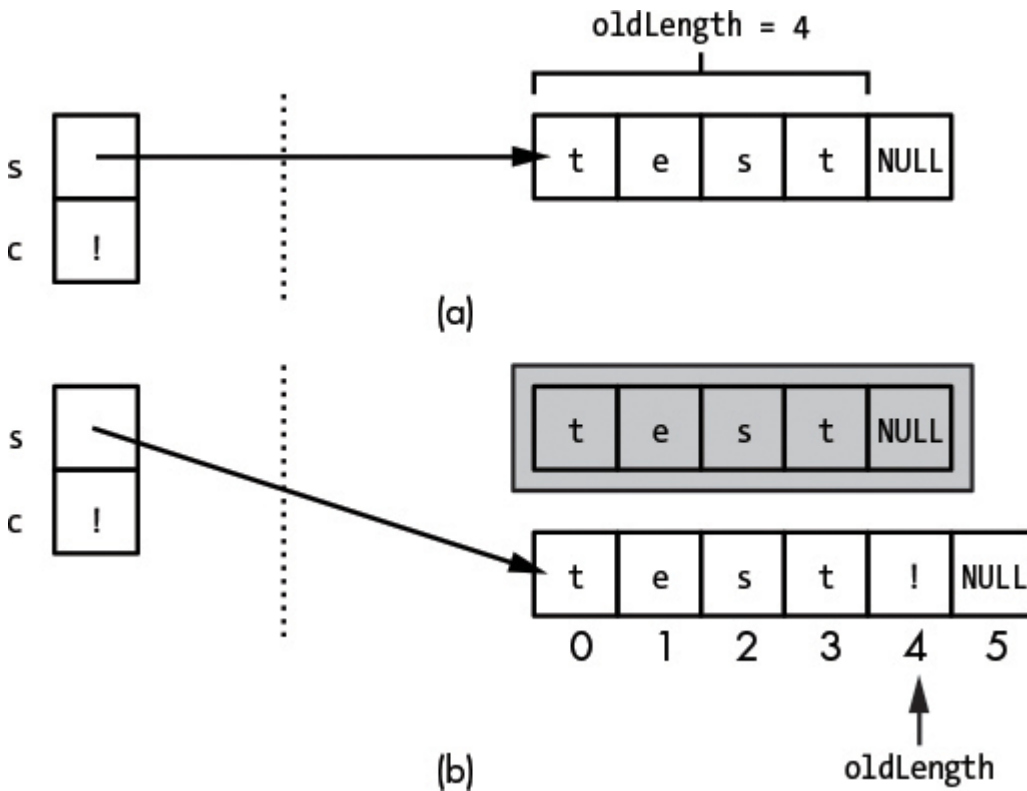 oldLength = 4
s t e s t NULL
c !
(a)
t e s t NULL
s
c !
t e s t ! NULL
0 1 2 3 4 5
oldLength
(b)